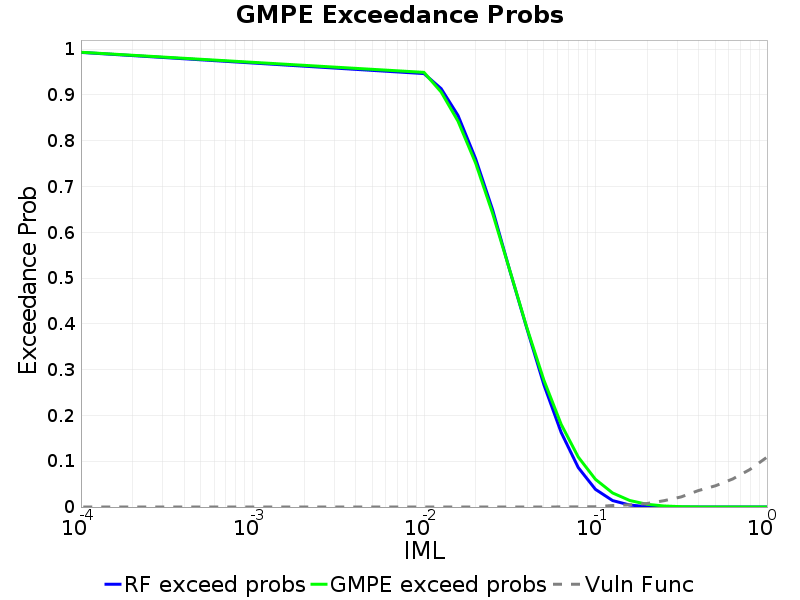 GMPE Exceedance Probs
Exceedance Prob
1
0.9
0.8
0.7
0.6
0.5
0.4
0.3
0.2
0.1
0
10^-4 10^-3 10^-2 10^-1 10^0
IML
RF exceed probs GMPE exceed probs Vuln Func